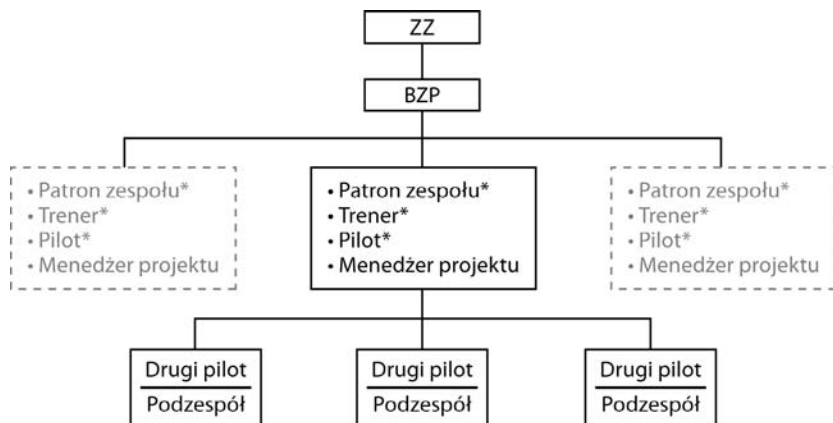 ZZ
BZP
• Patron zespołu*
• Trener*
• Pilot*
• Menedżer projektu
• Patron zespołu*
• Trener*
• Pilot*
• Menedżer projektu
• Patron zespołu*
• Trener*
• Pilot*
• Menedżer projektu
Drugi pilot
Podzespół
Drugi pilot
Podzespół
Drugi pilot
Podzespół